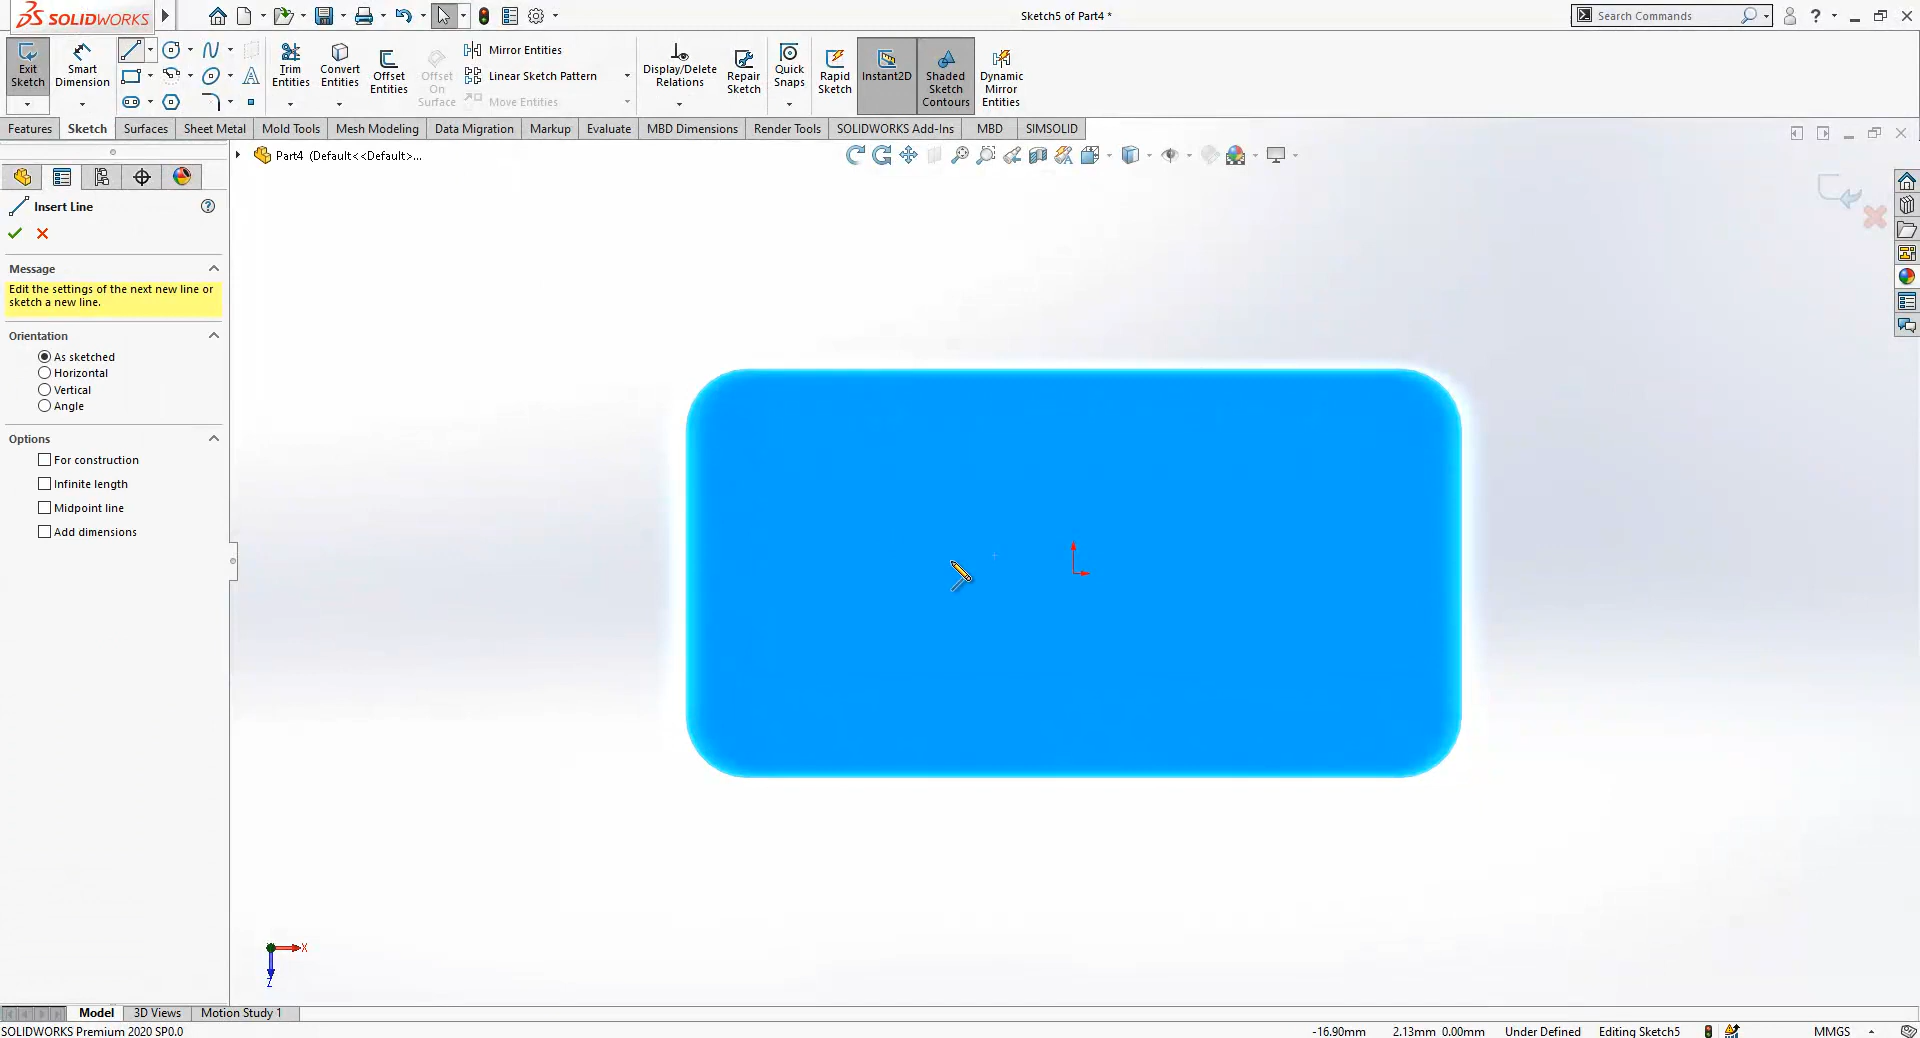 SOLIDWORKS
Sketch5 of Part4 *
Search Commands
Exit
Sketch
Smart
Dimension
Trim
Entities
Convert
Entities
Offset
Entities
Offset
On
Surface
Mirror Entities
Linear Sketch Pattern
Move Entities
Display/Delete
Relations
Repair
Sketch
Quick
Snaps
Rapid
Sketch
Instant2D
Shaded
Sketch
Contours
Dynamic
Mirror
Entities
Features
Sketch
Surfaces
Sheet Metal
Mold Tools
Mesh Modeling
Data Migration
Markup
Evaluate
MBD Dimensions
Render Tools
SOLIDWORKS Add-Ins
MBD
SIMSOLID
Part4 (Default<<Default>...
Insert Line
Message
Edit the settings of the next new line or
sketch a new line.
Orientation
As sketched
Horizontal
Vertical
Angle
Options
For construction
Infinite length
Midpoint line
Add dimensions
X
Z
Model
3D Views
Motion Study 1
SOLIDWORKS Premium 2020 SP0.0
-16.90mm
2.13mm 0.00mm
Under Defined
Editing Sketch5
MMGS